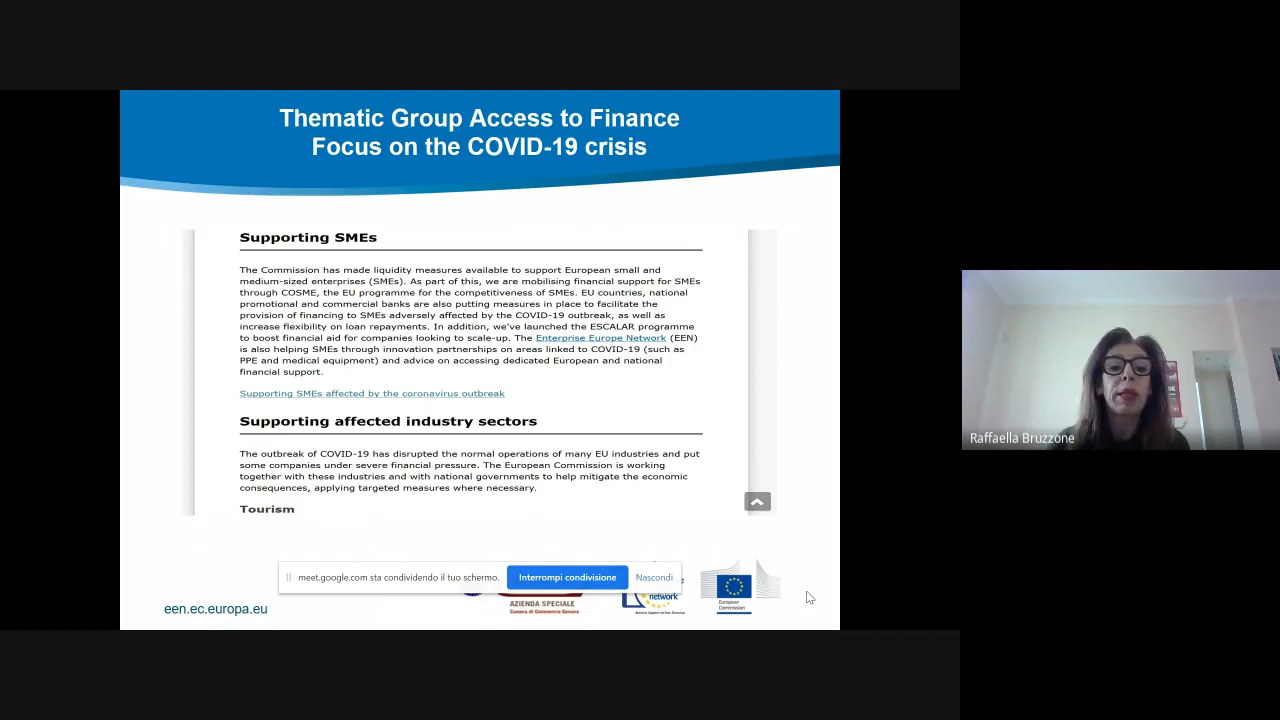 Thematic Group Access to Finance
Focus on the COVID-19 crisis
Supporting SMEs
The Commission has made liquidity measures available to support European small and
medium-sized enterprises (SMEs). As part of this, we are mobilising financial support for SMEs
through COSME, the EU programme for the competitiveness of SMEs. EU countries, national
promotional and commercial banks are also putting measures in place to facilitate the
provision of financing to SMEs adversely affected by the COVID-19 outbreak, as well as
increase flexibility on loan repayments. In addition, we've launched the ESCALAR programme
to boost financial aid for companies looking to scale-up. The Enterprise Europe Network (EEN)
is also helping SMEs through innovation partnerships on areas linked to COVID-19 (such as
PPE and medical equipment) and advice on accessing dedicated European and national
financial support.
Supporting SMEs affected by the coronavirus outbreak
Supporting affected industry sectors
The outbreak of COVID-19 has disrupted the normal operations of many EU industries and put
some companies under severe financial pressure. The European Commission is working
together with these industries and with national governments to help mitigate the economic
consequences, applying targeted measures where necessary.
Tourism
meet.google.com sta condividendo il tuo schermo.
Interrompi condivisione
Nascondi
een.ec.europa.eu
AZIENDA SPECIALE
Camera di Commercio Genova
network
European
Commission
Raffaella Bruzzone